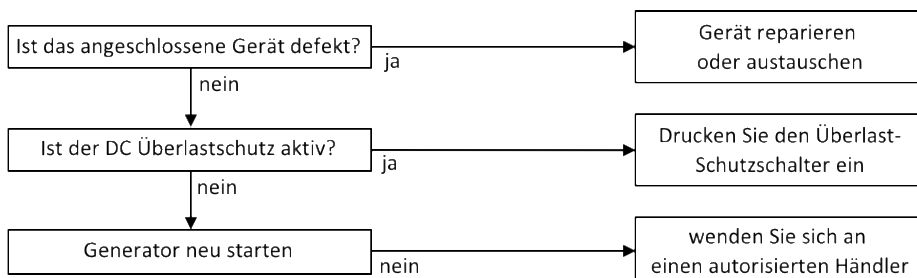 Ist das angeschlossene Gerät defekt?
ja
Gerät reparieren
oder austauschen
nein
Ist der DC Überlastschutz aktiv?
ja
Drucken Sie den Überlast-
Schutzschalter ein
nein
Generator neu starten
nein
wenden Sie sich an
einen autorisierten Händler